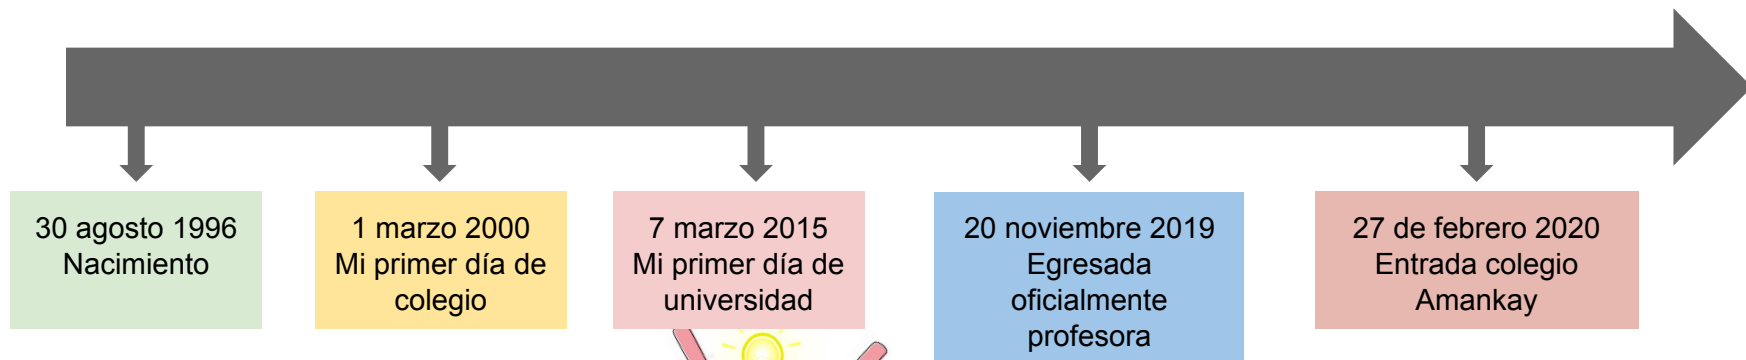 30 agosto 1996
Nacimiento
1 marzo 2000
Mi primer día de
colegio
7 marzo 2015
Mi primer día de
universidad
20 noviembre 2019
Egresada
oficialmente
profesora
27 de febrero 2020
Entrada colegio
Amankay